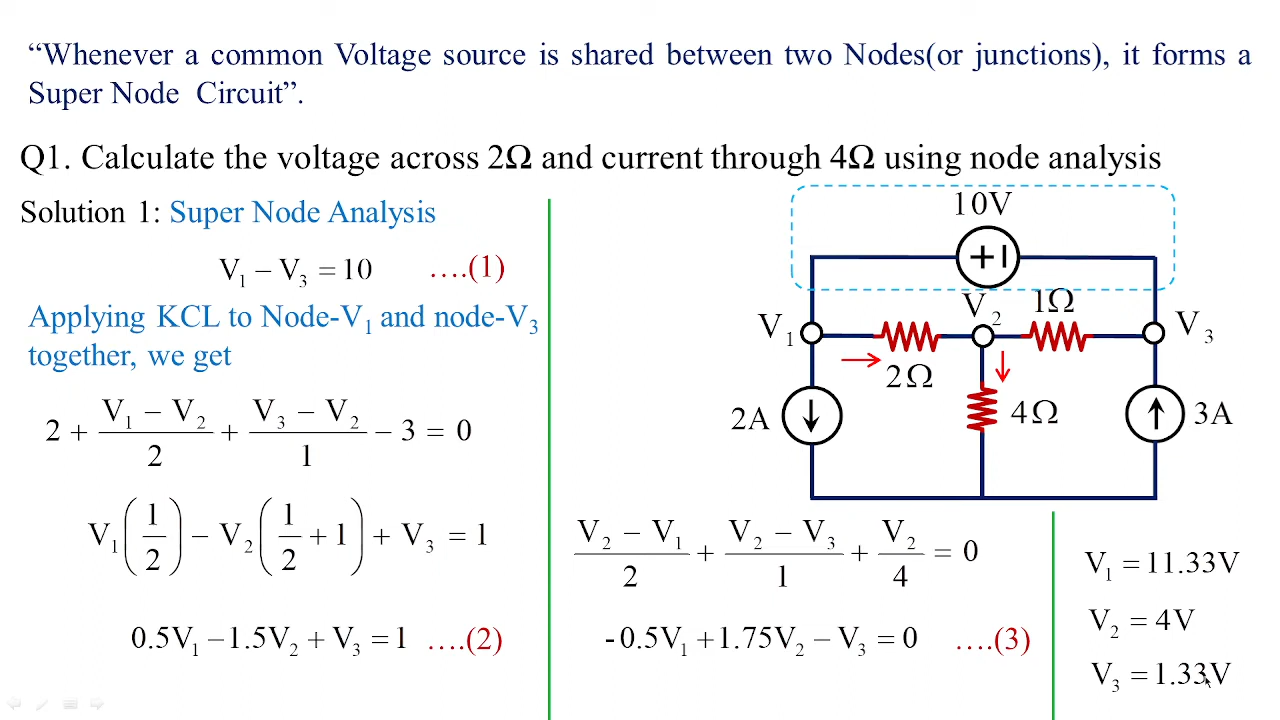 “Whenever a common Voltage source is shared between two Nodes(or junctions), it forms a
Super Node Circuit”.
Q1. Calculate the voltage across 2Ω and current through 4Ω using node analysis
Solution 1: Super Node Analysis
V₁ − V₃ = 10 ….(1)
Applying KCL to Node-V₁ and node-V₃
together, we get
2 + (V₁ − V₂)/2 + (V₃ − V₂)/1 − 3 = 0
V₁(1/2) − V₂(1/2 + 1) + V₃ = 1
0.5V₁ − 1.5V₂ + V₃ = 1 ….(2)
10V
+
V₁
V₂
1Ω
V₃
2Ω
2A
4Ω
3A
(V₂ − V₁)/2 + (V₂ − V₃)/1 + V₂/4 = 0
-0.5V₁ + 1.75V₂ − V₃ = 0 ….(3)
V₁ = 11.33V
V₂ = 4V
V₃ = 1.33V